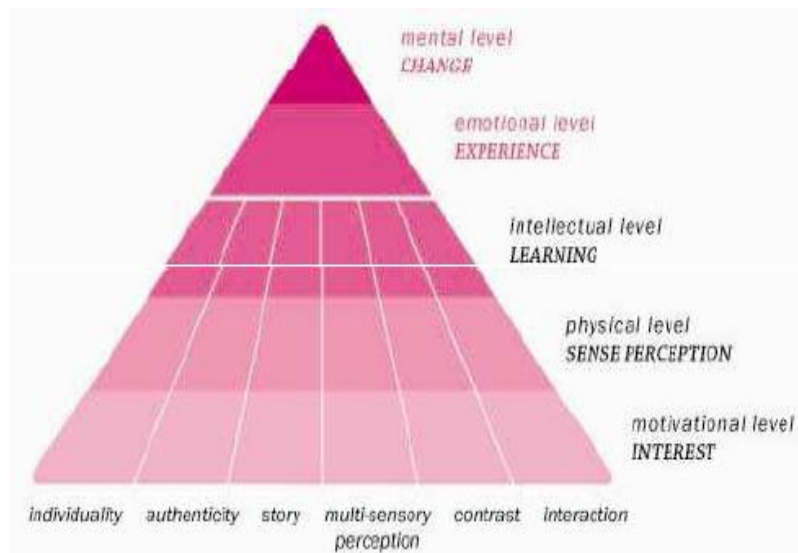 mental level
CHANGE
emotional level
EXPERIENCE
intellectual level
LEARNING
physical level
SENSE PERCEPTION
motivational level
INTEREST
individuality authenticity story multi-sensory contrast interaction
perception